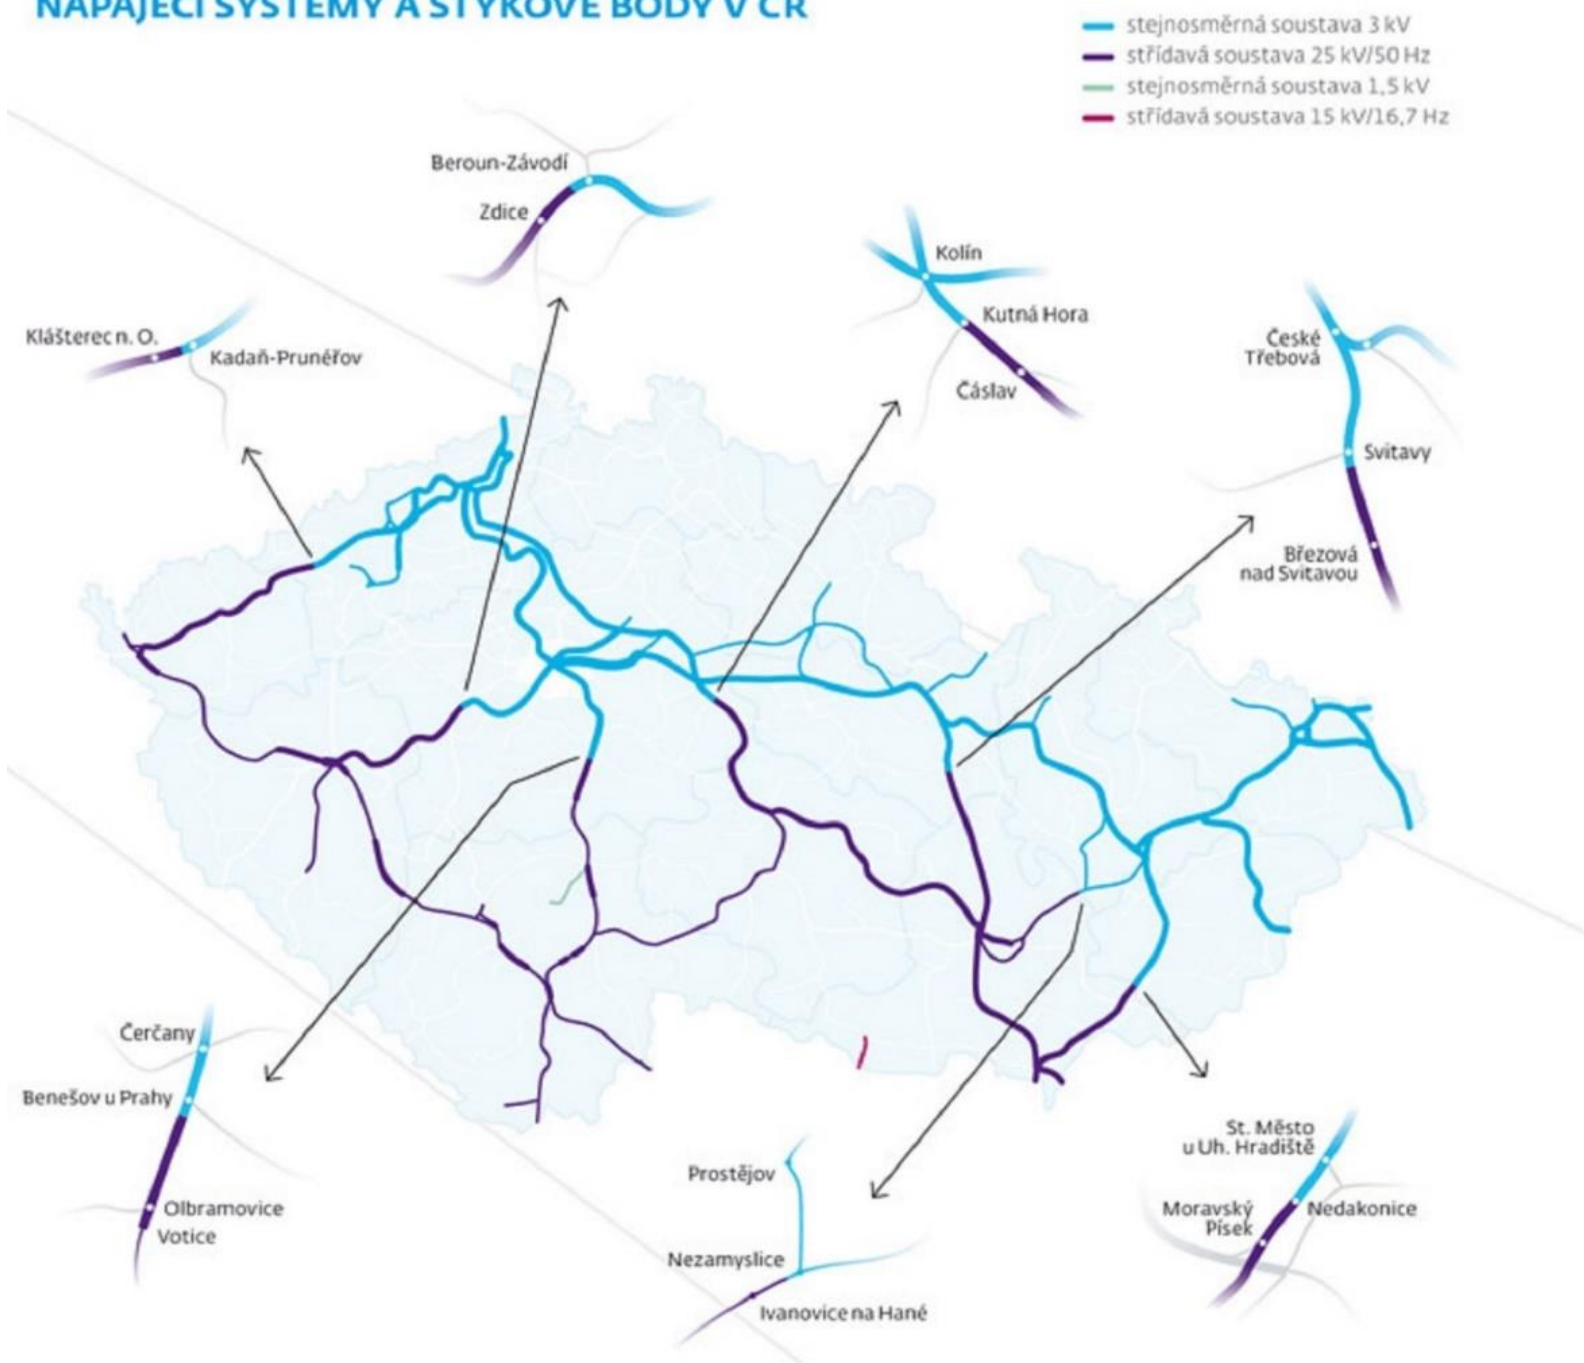 NAPÁJECÍ SYSTÉMY A STYKOVÉ BODY V ČR
stejnosměrná soustava 3 kV
střídavá soustava 25 kV/50 Hz
stejnosměrná soustava 1,5 kV
střídavá soustava 15 kV/16,7 Hz
Beroun-Závodí
Zdice
Kolín
Kutná Hora
Čáslav
Klášterec n. O.
Kadaň-Prunéřov
České
Třebová
Svitavy
Březová
nad Svitavou
Čerčany
Benešov u Prahy
Olbramovice
Votice
Prostějov
Nezamyslice
Ivanovice na Hané
St. Město
u Uh. Hradiště
Moravský
Písek
Nedakonice